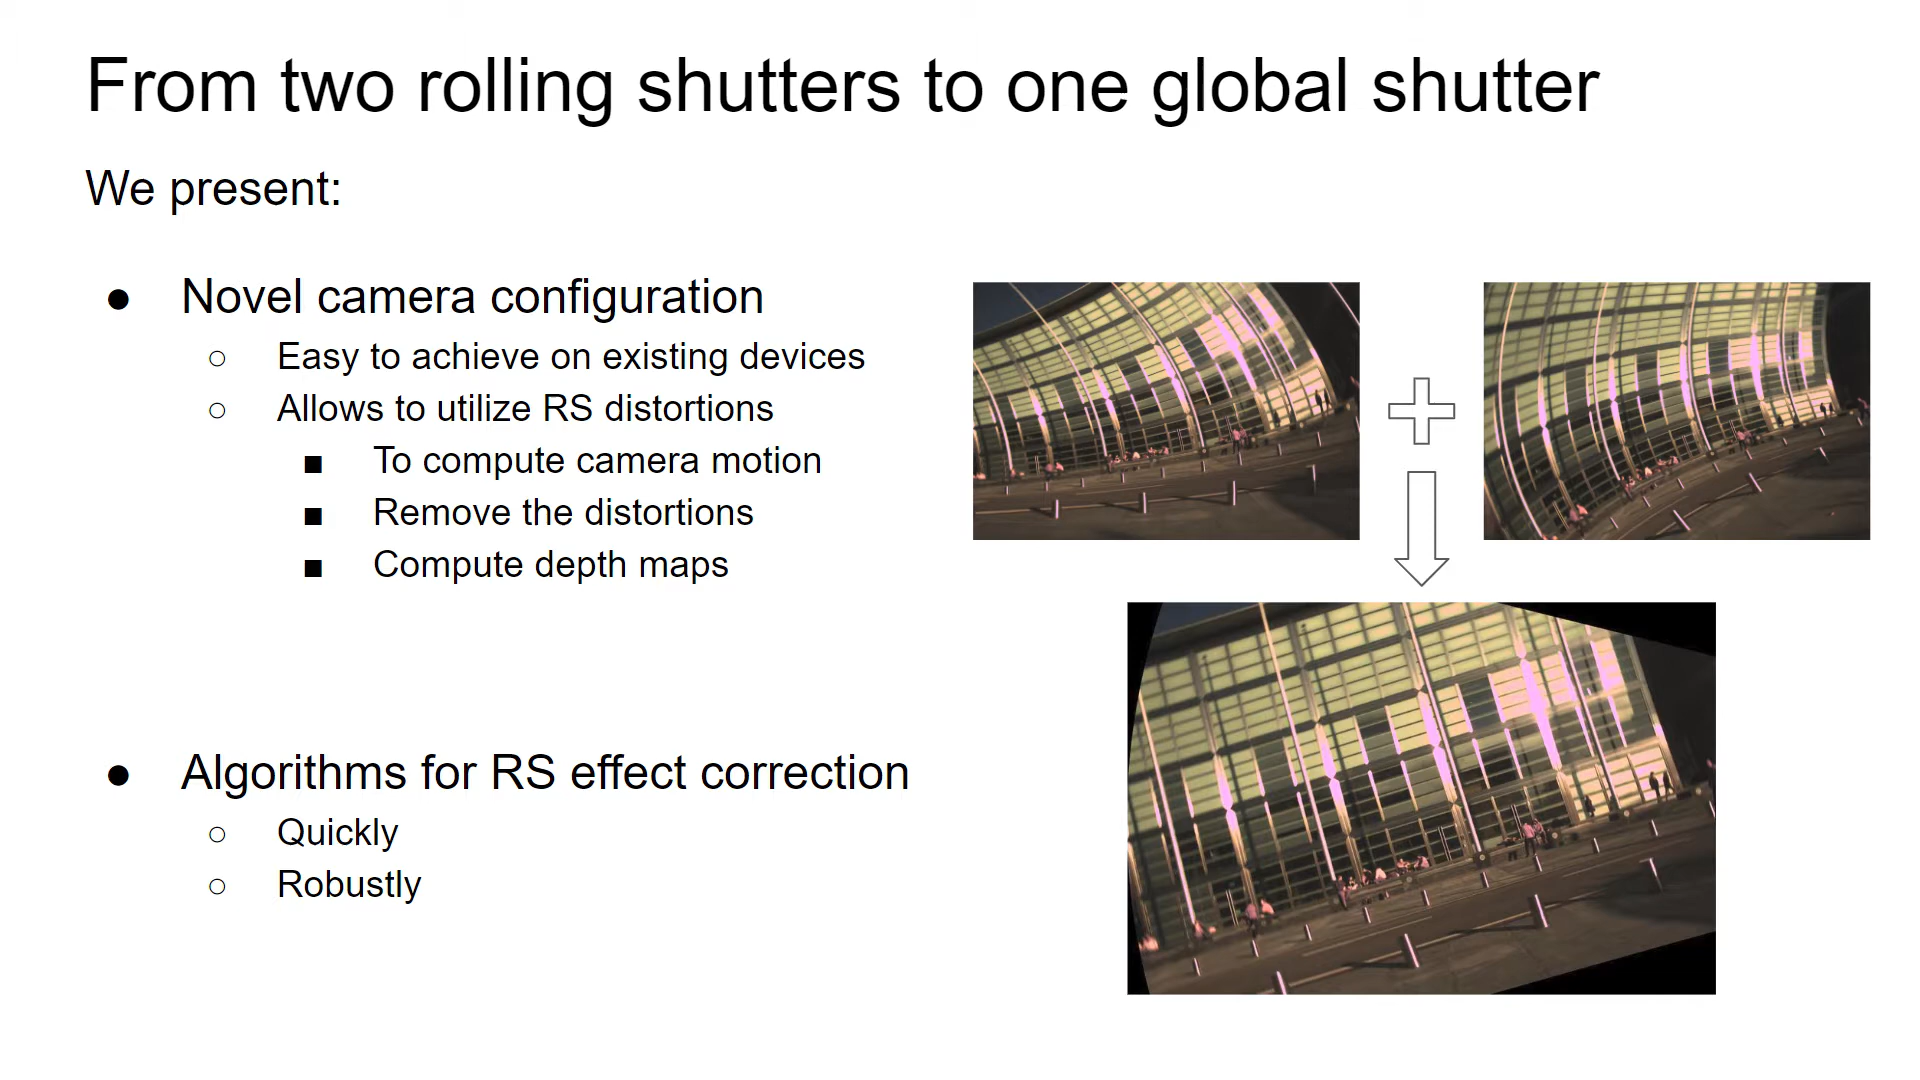 From two rolling shutters to one global shutter
We present:
● Novel camera configuration
○ Easy to achieve on existing devices
○ Allows to utilize RS distortions
■ To compute camera motion
■ Remove the distortions
■ Compute depth maps
● Algorithms for RS effect correction
○ Quickly
○ Robustly